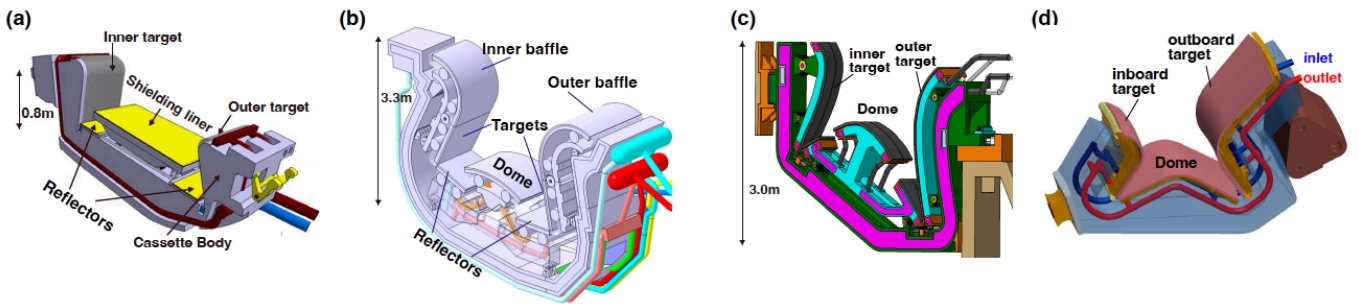 (a)
Inner target
Shielding liner
0.8m
Outer target
Reflectors
Cassette Body
(b)
Inner baffle
Outer baffle
3.3m
Targets
Dome
Reflectors
(c)
inner
target
outer
target
Dome
3.0m
(d)
outboard
target
inlet
outlet
inboard
target
Dome